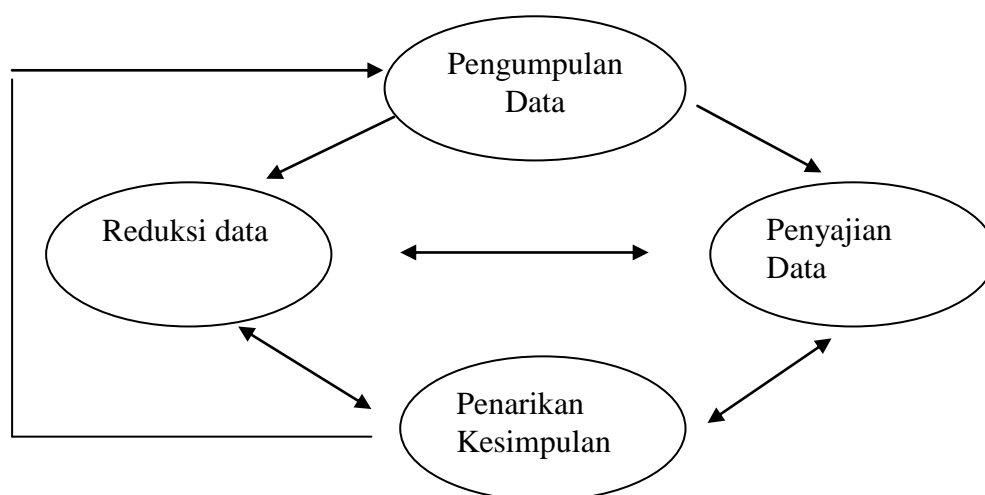 Pengumpulan
Data
Reduksi data
Penyajian
Data
Penarikan
Kesimpulan